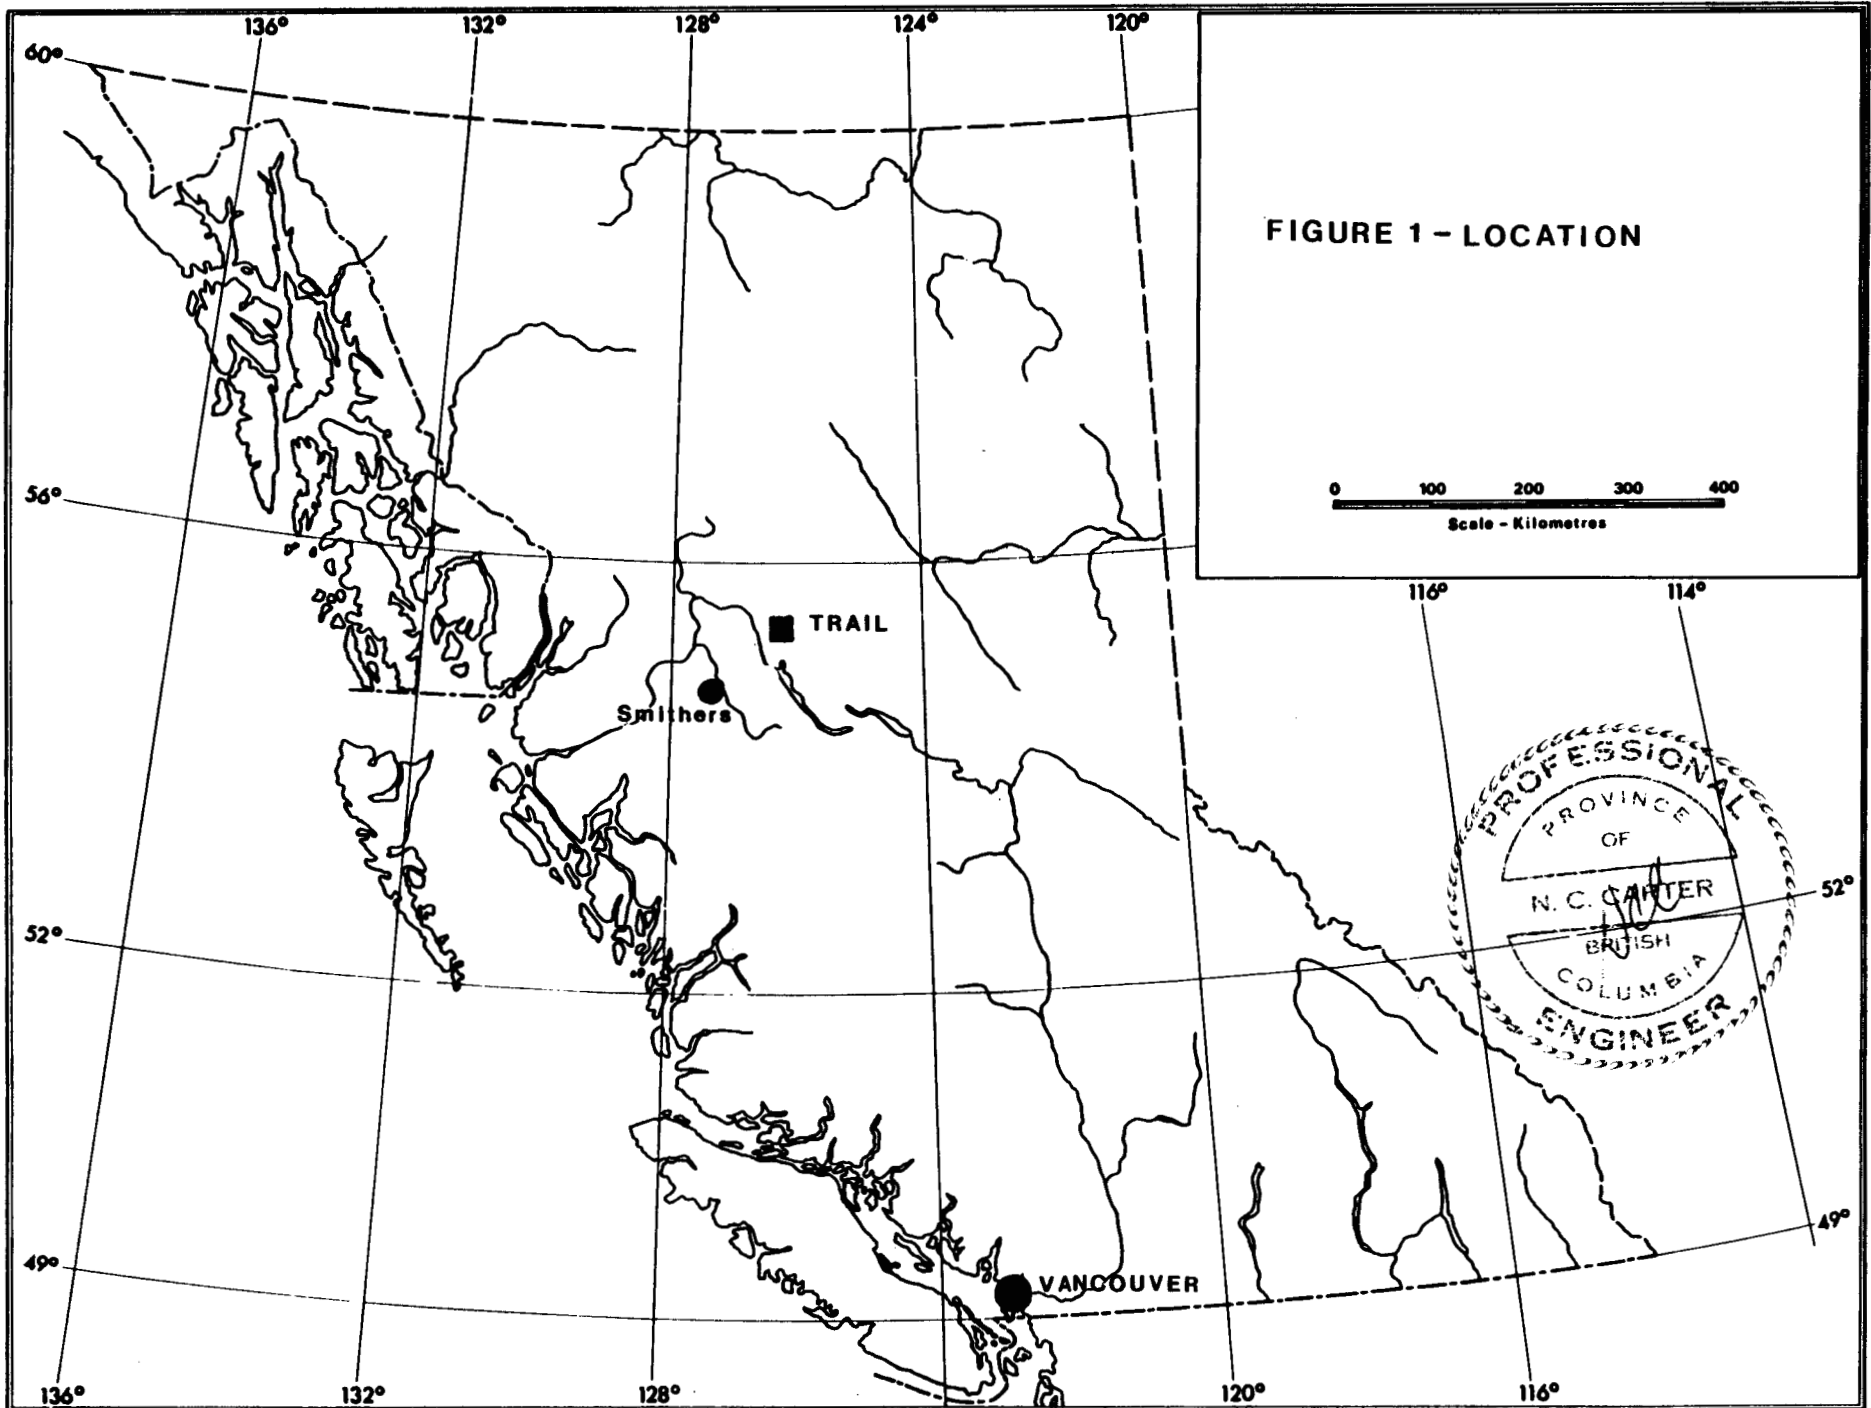 136° 132° 128° 124° 120°
60°
FIGURE 1 - LOCATION
0 100 200 300 400
Scale - Kilometres
56°
116° 114°
TRAIL
Smithers
PROFESSIONAL
PROVINCE
OF
N. C. CARTER
BRITISH
COLUMBIA
ENGINEER
52° 52°
49° 49°
VANCOUVER
136° 132° 128° 120° 116°